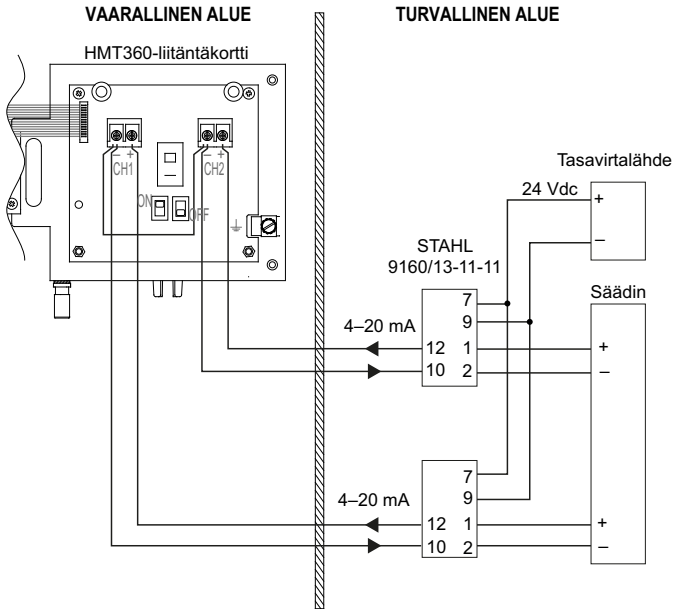 VAARALLINEN ALUE
TURVALLINEN ALUE
HMT360-liitäntäkortti
– +
CH1
– +
CH2
ON
OFF
Tasavirtalähde
24 Vdc
+
–
STAHL
9160/13-11-11
Säädin
7
9
4–20 mA
12 1
10 2
+
–
7
9
4–20 mA
12 1
10 2
+
–